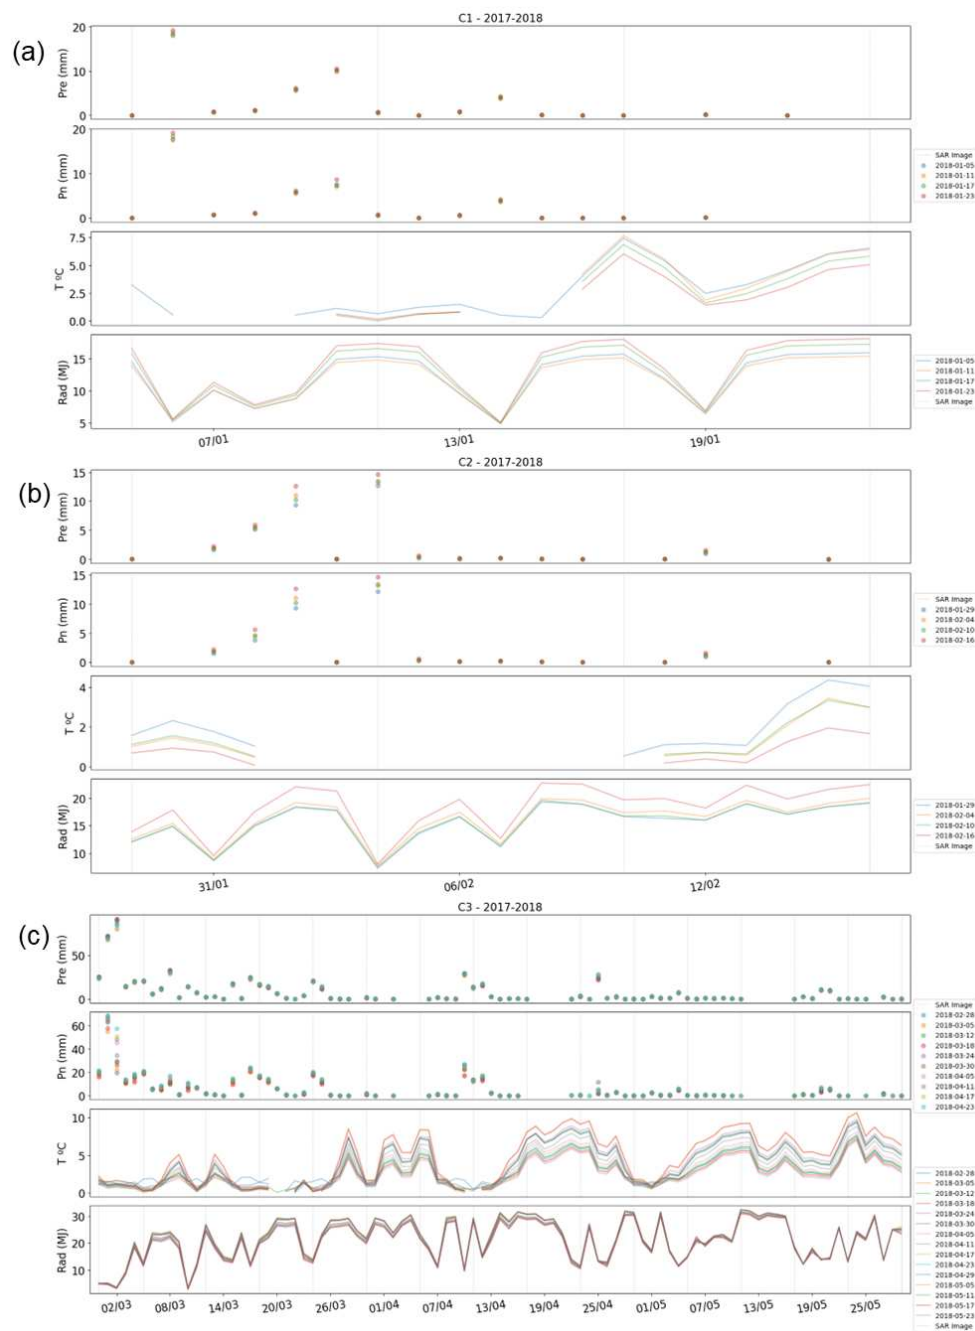 C1 - 2017-2018
(a)
Pre (mm)
20
10
0
Pn (mm)
20
10
0
SAR Image
2018-01-05
2018-01-11
2018-01-17
2018-01-23
T ºC
7.5
5.0
2.5
0.0
Rad (MJ)
15
10
5
2018-01-05
2018-01-11
2018-01-17
2018-01-23
SAR Image
07/01 13/01 19/01
C2 - 2017-2018
(b)
Pre (mm)
15
10
5
0
Pn (mm)
15
10
5
0
SAR Image
2018-01-29
2018-02-04
2018-02-10
2018-02-16
T ºC
4
2
0
Rad (MJ)
20
15
10
2018-01-29
2018-02-04
2018-02-10
2018-02-16
SAR Image
31/01 06/02 12/02
C3 - 2017-2018
(c)
Pre (mm)
50
0
Pn (mm)
60
40
20
0
SAR Image
2018-02-28
2018-03-05
2018-03-12
2018-03-18
2018-03-24
2018-03-30
2018-04-05
2018-04-11
2018-04-17
2018-04-23
T ºC
10
5
0
Rad (MJ)
30
20
10
2018-02-28
2018-03-05
2018-03-12
2018-03-18
2018-03-24
2018-03-30
2018-04-05
2018-04-11
2018-04-17
2018-04-23
2018-04-29
2018-05-05
2018-05-11
2018-05-17
2018-05-23
SAR Image
02/03 08/03 14/03 20/03 26/03 01/04 07/04 13/04 19/04 25/04 01/05 07/05 13/05 19/05 25/05